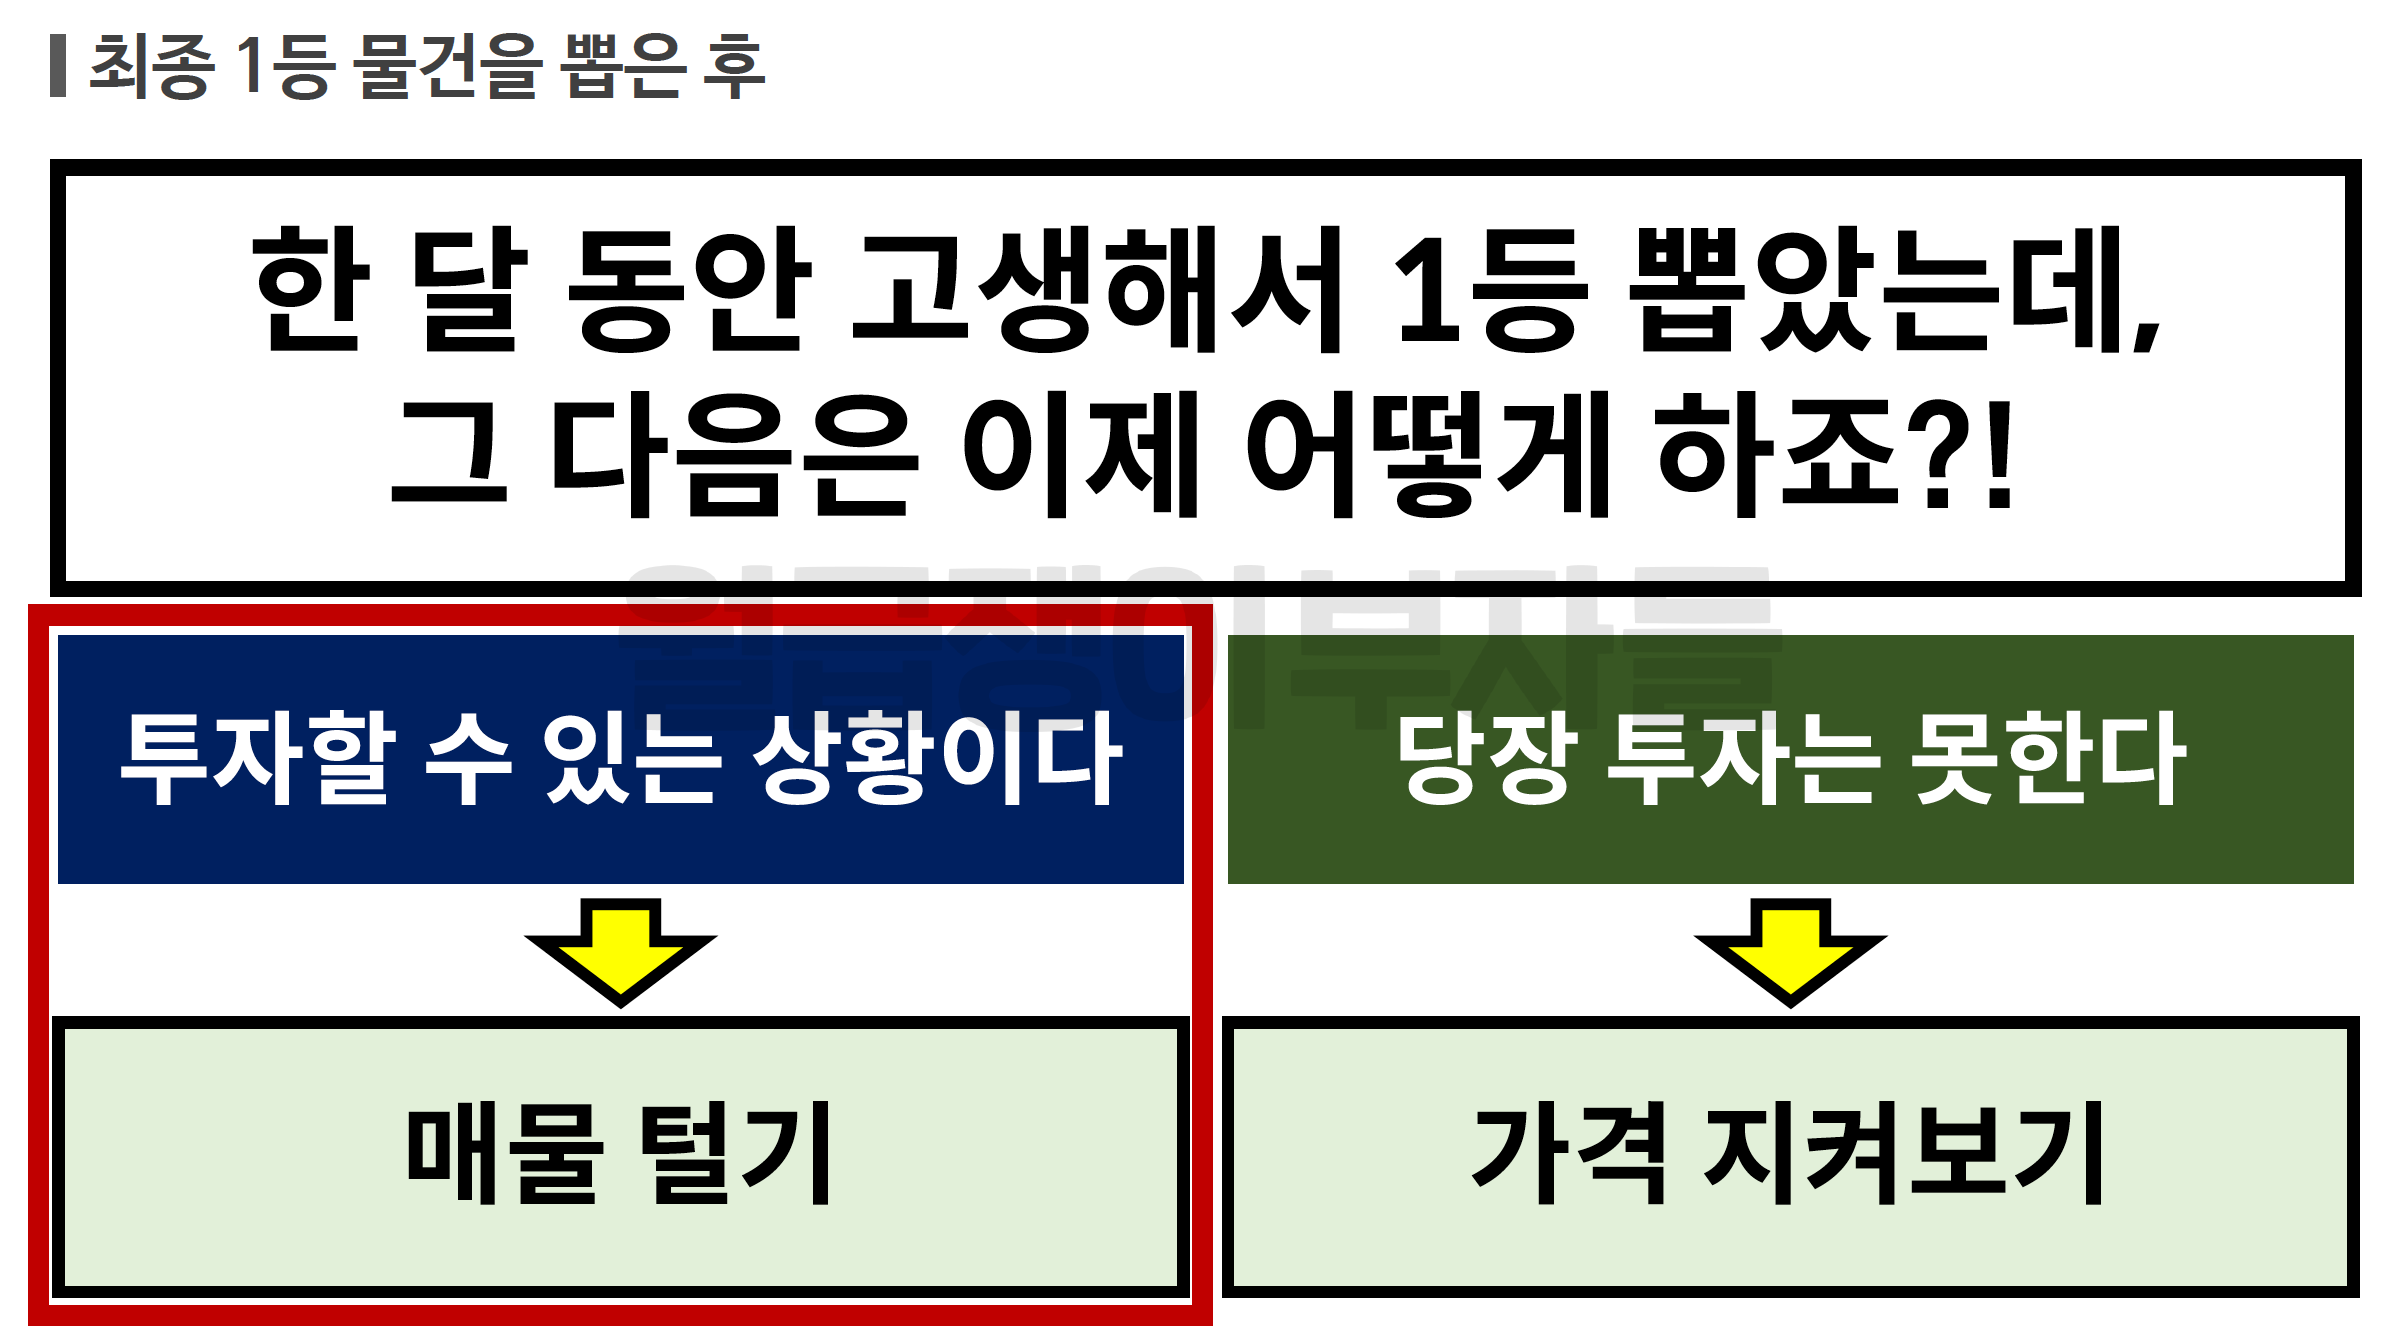 최종 1등 물건을 뽑은 후
한 달 동안 고생해서 1등 뽑았는데,
그 다음은 이제 어떻게 하죠?!
월급쟁이부자들
투자할 수 있는 상황이다
당장 투자는 못한다
매물 털기
가격 지켜보기